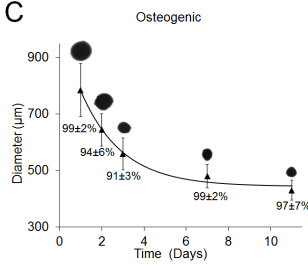 C
Osteogenic
Diameter (μm)
900
700
500
300
99±2%
94±6%
91±3%
99±2%
97±7%
0 2 4 6 8 10
Time (Days)